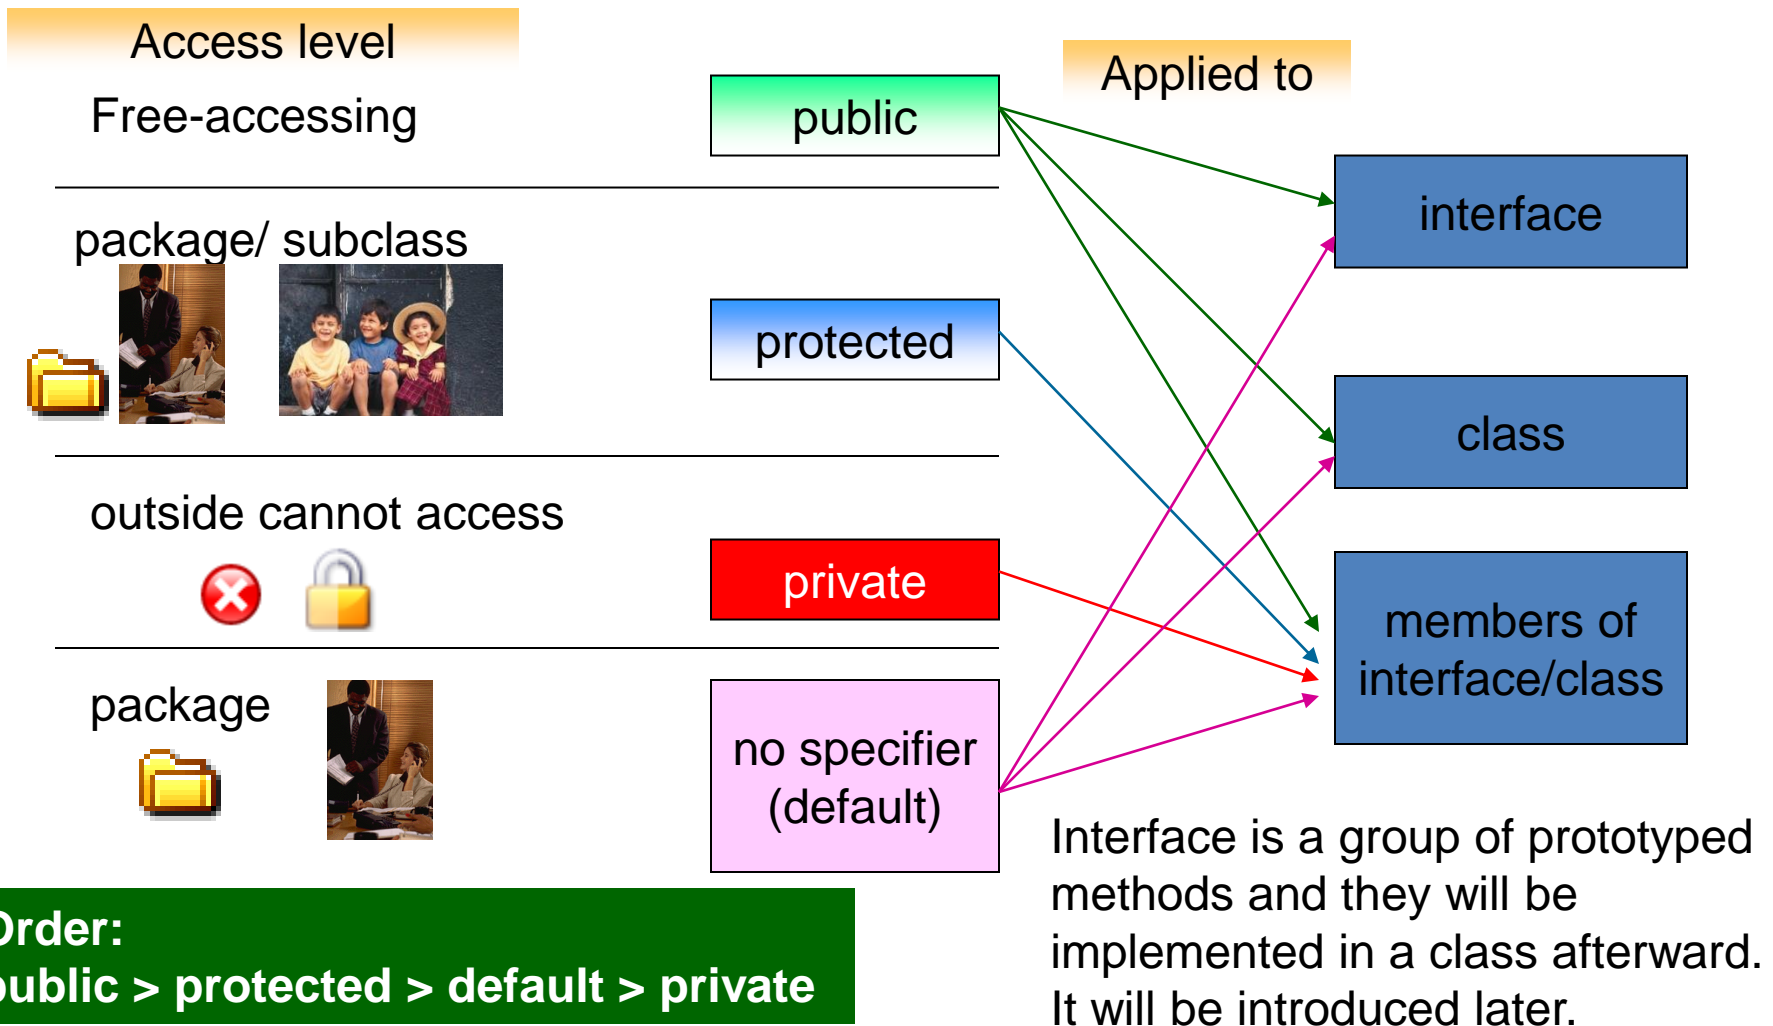 Access level
Applied to
Free-accessing
public
interface
package/ subclass
protected
class
outside cannot access
private
members of
interface/class
package
no specifier
(default)
Interface is a group of prototyped
methods and they will be
implemented in a class afterward.
It will be introduced later.
Order:
public > protected > default > private